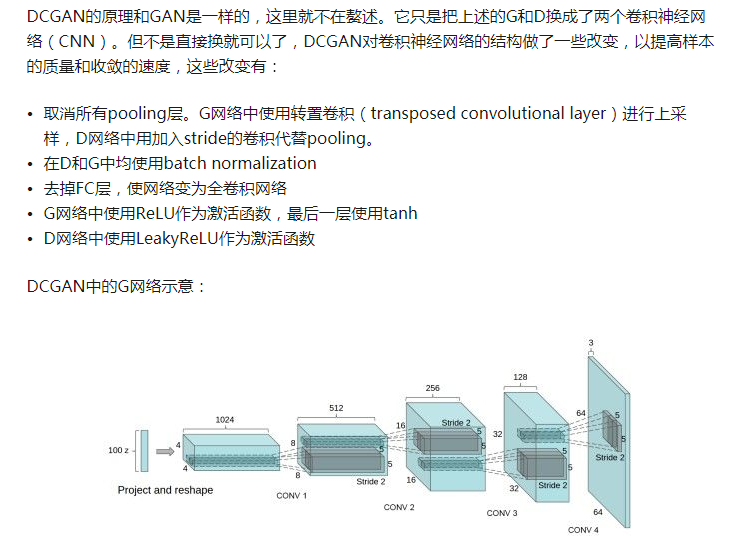 DCGAN的原理和GAN是一样的，这里就不在赘述。它只是把上述的G和D换成了两个卷积神经网
络（CNN）。但不是直接换就可以了，DCGAN对卷积神经网络的结构做了一些改变，以提高样本
的质量和收敛的速度，这些改变有：
• 取消所有pooling层。G网络中使用转置卷积（transposed convolutional layer）进行上采
样，D网络中用加入stride的卷积代替pooling。
• 在D和G中均使用batch normalization
• 去掉FC层，使网络变为全卷积网络
• G网络中使用ReLU作为激活函数，最后一层使用tanh
• D网络中使用LeakyReLU作为激活函数
DCGAN中的G网络示意：
100 z
Project and reshape
1024
4
4
CONV 1
512
8
8
5
5
Stride 2
CONV 2
256
16
16
Stride 2
5
5
CONV 3
128
32
32
5
5
Stride 2
CONV 4
3
64
64
5
5
Stride 2